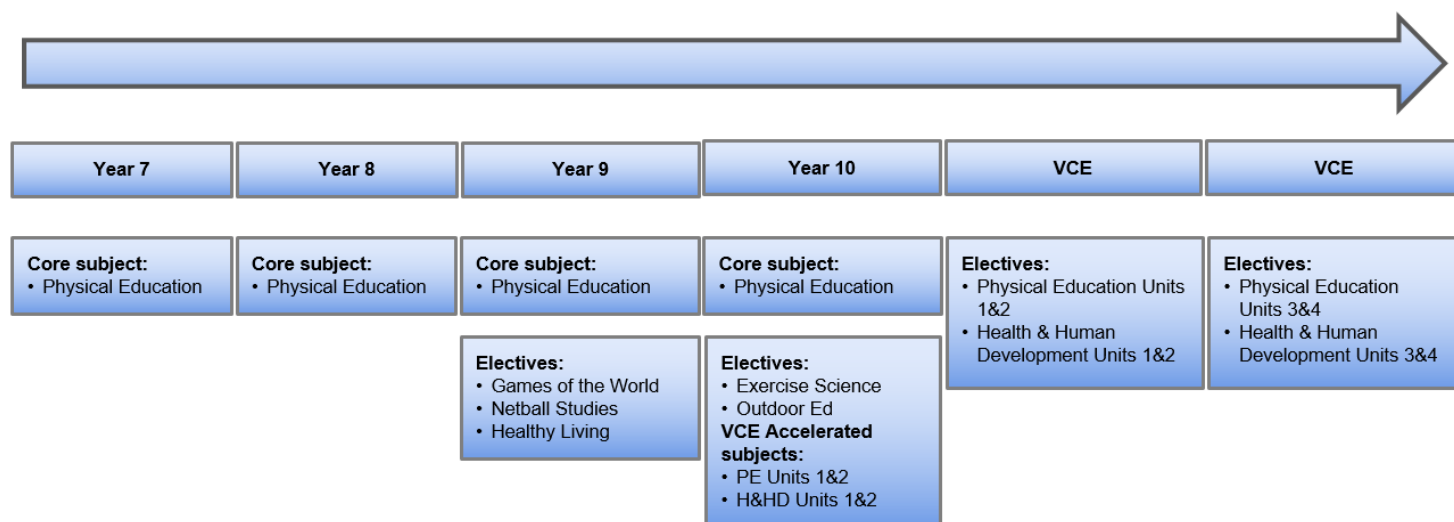 Year 7
Year 8
Year 9
Year 10
VCE
VCE
Core subject:
• Physical Education
Core subject:
• Physical Education
Core subject:
• Physical Education
Core subject:
• Physical Education
Electives:
• Physical Education Units
1&2
• Health & Human
Development Units 1&2
Electives:
• Physical Education
Units 3&4
• Health & Human
Development Units 3&4
Electives:
• Games of the World
• Netball Studies
• Healthy Living
Electives:
• Exercise Science
• Outdoor Ed
VCE Accelerated
subjects:
• PE Units 1&2
• H&HD Units 1&2